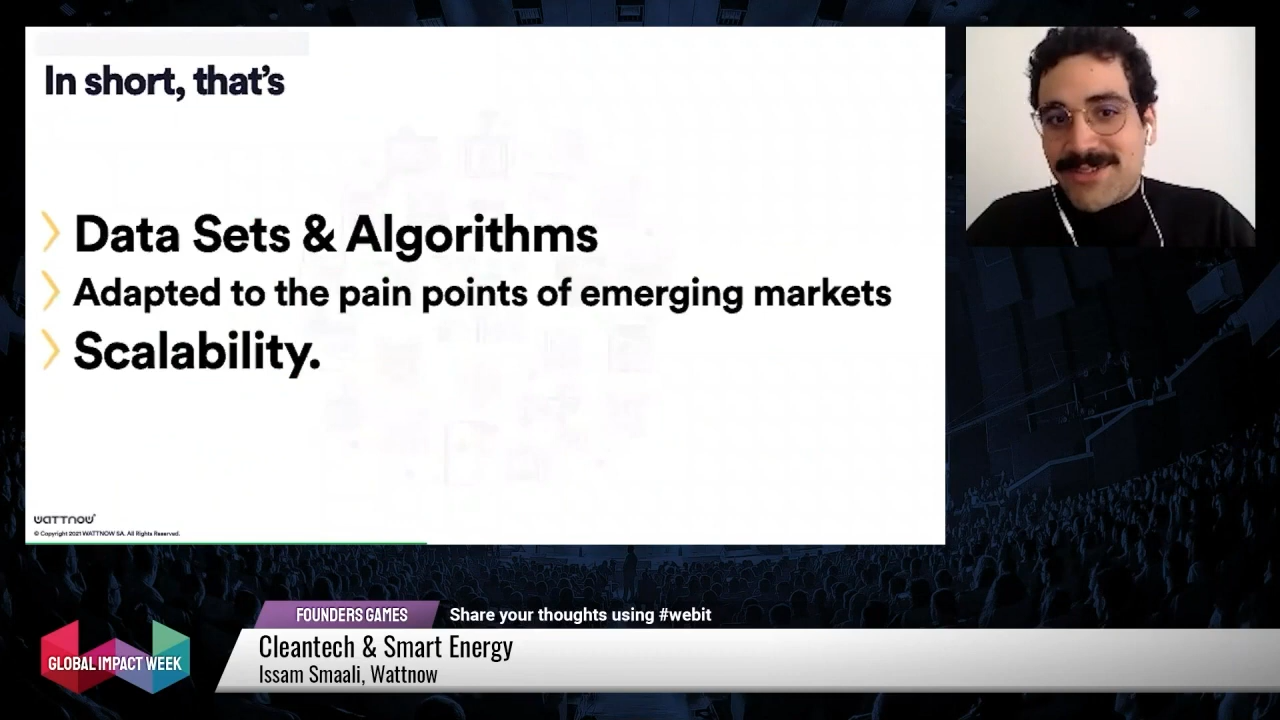 In short, that's
Data Sets & Algorithms
Adapted to the pain points of emerging markets
Scalability.
wattnow
© Copyright 2021 WATTNOW SA. All Rights Reserved.
FOUNDERS GAMES
Share your thoughts using #webit
GLOBAL IMPACT WEEK
Cleantech & Smart Energy
Issam Smaali, Wattnow